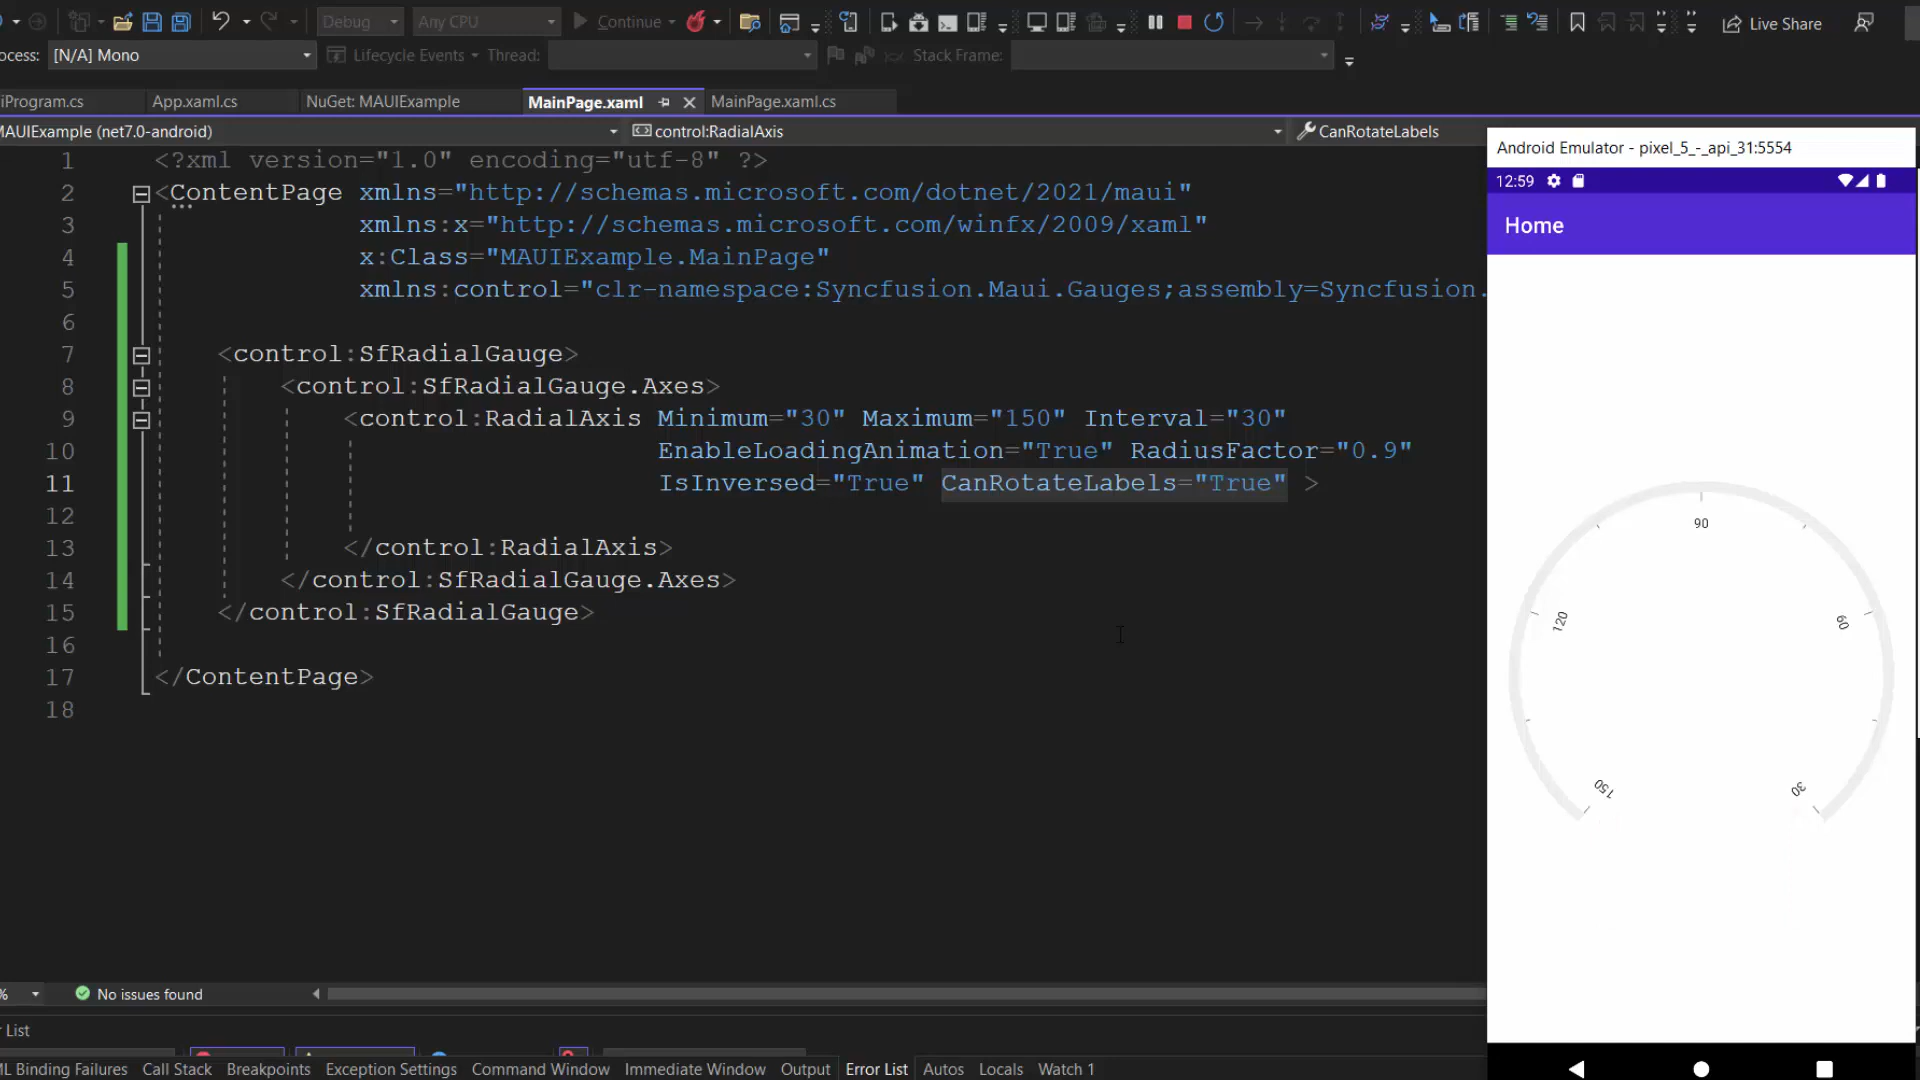 Debug Any CPU Continue Live Share
ocess: [N/A] Mono Lifecycle Events Thread: Stack Frame:
iProgram.cs App.xaml.cs NuGet: MAUIExample MainPage.xaml MainPage.xaml.cs
MAUIExample (net7.0-android) control:RadialAxis CanRotateLabels
1 <?xml version="1.0" encoding="utf-8" ?>
2 <ContentPage xmlns="http://schemas.microsoft.com/dotnet/2021/maui"
3 xmlns:x="http://schemas.microsoft.com/winfx/2009/xaml"
4 x:Class="MAUIExample.MainPage"
5 xmlns:control="clr-namespace:Syncfusion.Maui.Gauges;assembly=Syncfusion.
6
7 <control:SfRadialGauge>
8 <control:SfRadialGauge.Axes>
9 <control:RadialAxis Minimum="30" Maximum="150" Interval="30"
10 EnableLoadingAnimation="True" RadiusFactor="0.9"
11 IsInversed="True" CanRotateLabels="True" >
12
13 </control:RadialAxis>
14 </control:SfRadialGauge.Axes>
15 </control:SfRadialGauge>
16
17 </ContentPage>
18
Android Emulator - pixel_5_-_api_31:5554
12:59
Home
90
120
60
150
30
% No issues found
r List
ML Binding Failures Call Stack Breakpoints Exception Settings Command Window Immediate Window Output Error List Autos Locals Watch 1